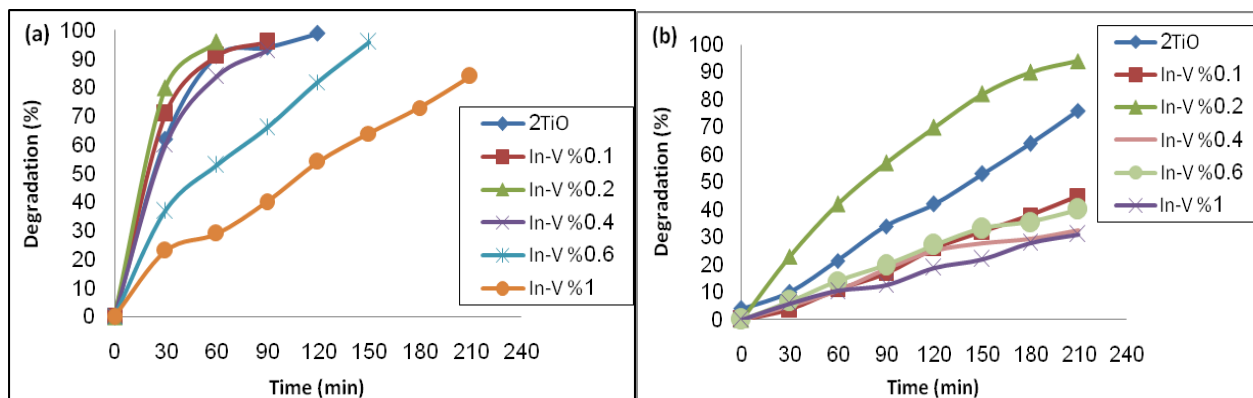 (a)
Degradation (%)
100
90
80
70
60
50
40
30
20
10
0
0 30 60 90 120 150 180 210 240
Time (min)
2TiO
In-V %0.1
In-V %0.2
In-V %0.4
In-V %0.6
In-V %1
(b)
Degradation (%)
100
90
80
70
60
50
40
30
20
10
0
0 30 60 90 120 150 180 210 240
Time (min)
2TiO
In-V %0.1
In-V %0.2
In-V %0.4
In-V %0.6
In-V %1